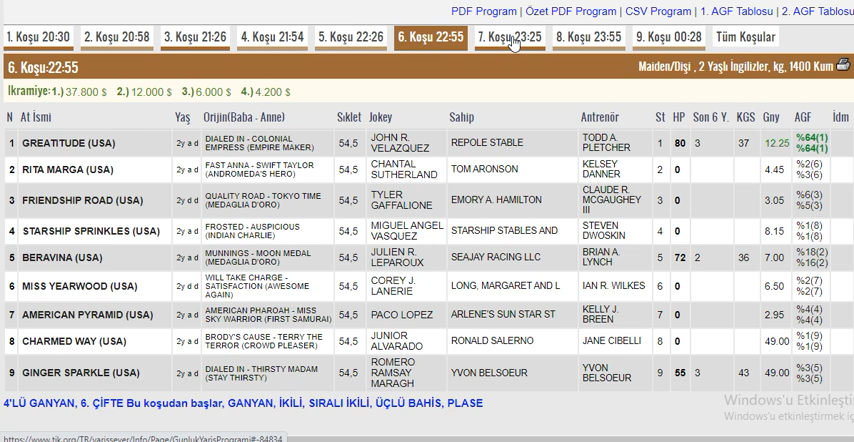 PDF Program | Özet PDF Program | CSV Program | 1. AGF Tablosu | 2. AGF Tablosu
1. Koşu 20:30 2. Koşu 20:58 3. Koşu 21:26 4. Koşu 21:54 5. Koşu 22:26 6. Koşu 22:55 7. Koşu 23:25 8. Koşu 23:55 9. Koşu 00:28 Tüm Koşular
6. Koşu:22:55 Maiden/Dişi , 2 Yaşlı İngilizler, kg, 1400 Kum
Ikramiye:1.) 37.800 $ 2.) 12.000 $ 3.) 6.000 $ 4.) 4.200 $
N At İsmi Yaş Orijin(Baba - Anne) Sıklet Jokey Sahip Antrenör St HP Son 6 Y. KGS Gny AGF İdm
1 GREATITUDE (USA) 2y a d DIALED IN - COLONIAL EMPRESS (EMPIRE MAKER) 54,5 JOHN R. VELAZQUEZ REPOLE STABLE TODD A. PLETCHER 1 80 3 37 12.25 %64(1) %64(1)
2 RITA MARGA (USA) 2y a d FAST ANNA - SWIFT TAYLOR (ANDROMEDA'S HERO) 54,5 CHANTAL SUTHERLAND TOM ARONSON KELSEY DANNER 2 0 4.45 %2(6) %3(6)
3 FRIENDSHIP ROAD (USA) 2y a d QUALITY ROAD - TOKYO TIME (MEDAGLIA D'ORO) 54,5 TYLER GAFFALIONE EMORY A. HAMILTON CLAUDE R. MCGAUGHEY III 3 0 3.05 %6(3) %5(3)
4 STARSHIP SPRINKLES (USA) 2y a d FROSTED - AUSPICIOUS (INDIAN CHARLIE) 54,5 MIGUEL ANGEL VASQUEZ STARSHIP STABLES AND STEVEN DWOSKIN 4 0 8.15 %1(8) %1(8)
5 BERAVINA (USA) 2y a d MUNNINGS - MOON MEDAL (MEDAGLIA D'ORO) 54,5 JULIEN R. LEPAROUX SEAJAY RACING LLC BRIAN A. LYNCH 5 72 2 36 7.00 %18(2) %16(2)
6 MISS YEARWOOD (USA) 2y d d WILL TAKE CHARGE - SATISFACTION (AWESOME AGAIN) 54,5 COREY J. LANERIE LONG, MARGARET AND L IAN R. WILKES 6 0 6.50 %2(7) %2(7)
7 AMERICAN PYRAMID (USA) 2y a d AMERICAN PHAROAH - MISS SKY WARRIOR (FIRST SAMURAI) 54,5 PACO LOPEZ ARLENE'S SUN STAR ST KELLY J. BREEN 7 0 2.95 %4(4) %4(4)
8 CHARMED WAY (USA) 2y a d BRODY'S CAUSE - TERRY THE TERROR (CROWD PLEASER) 54,5 JUNIOR ALVARADO RONALD SALERNO JANE CIBELLI 8 0 49.00 %1(9) %1(9)
9 GINGER SPARKLE (USA) 2y a d DIALED IN - THIRSTY MADAM (STAY THIRSTY) 54,5 ROMERO RAMSAY MARAGH YVON BELSOEUR YVON BELSOEUR 9 55 3 43 49.00 %3(5) %3(5)
4'LÜ GANYAN, 6. ÇİFTE Bu koşudan başlar, GANYAN, İKİLİ, SIRALI İKİLİ, ÜÇLÜ BAHİS, PLASE
Windows'u Etkinleşti
Windows'u etkinleştirmek iç
https://www.tjk.org/TR/yarissever/Info/Page/GunlukYarisProgrami#-84834